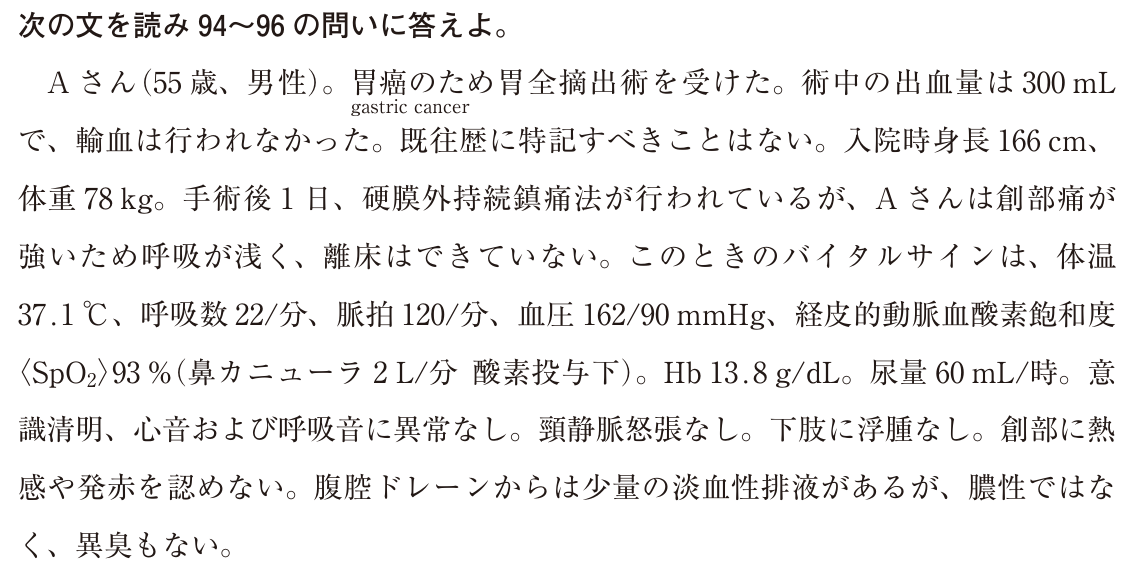 次の文を読み 94〜96 の問いに答えよ。
A さん(55 歳、男性)。胃癌のため胃全摘出術を受けた。術中の出血量は 300 mL
gastric cancer
で、輸血は行われなかった。既往歴に特記すべきことはない。入院時身長 166 cm、
体重 78 kg。手術後 1 日、硬膜外持続鎮痛法が行われているが、A さんは創部痛が
強いため呼吸が浅く、離床はできていない。このときのバイタルサインは、体温
37.1 ℃、呼吸数 22/分、脈拍 120/分、血圧 162/90 mmHg、経皮的動脈血酸素飽和度
〈SpO₂〉93 %(鼻カニューラ 2 L/分 酸素投与下)。Hb 13.8 g/dL。尿量 60 mL/時。意
識清明、心音および呼吸音に異常なし。頸静脈怒張なし。下肢に浮腫なし。創部に熱
感や発赤を認めない。腹腔ドレーンからは少量の淡血性排液があるが、膿性ではな
く、異臭もない。